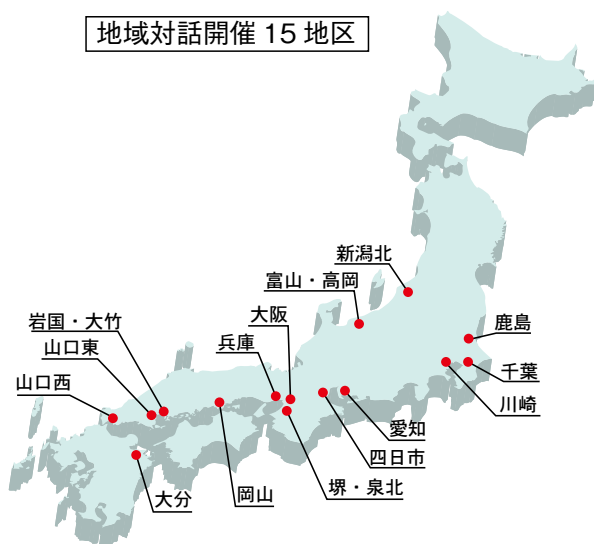 地域対話開催 15 地区
新潟北
富山・高岡
大阪
岩国・大竹
鹿島
兵庫
山口東
千葉
山口西
川崎
愛知
四日市
大分
岡山
堺・泉北